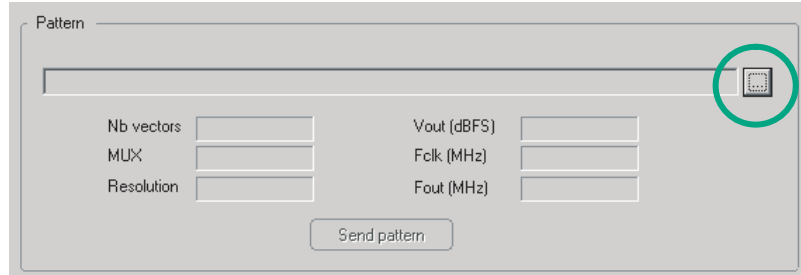 Pattern
...
Nb vectors Vout (dBFS)
MUX Fclk (MHz)
Resolution Fout (MHz)
Send pattern